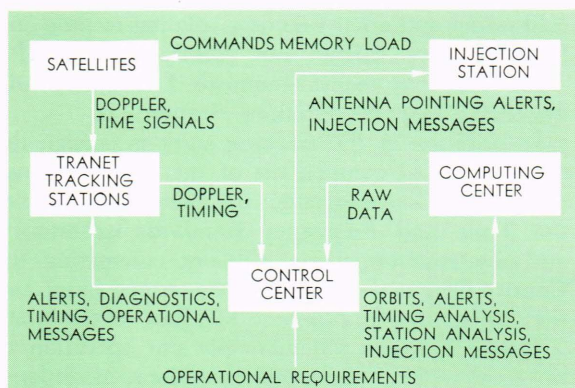 COMMANDS MEMORY LOAD
SATELLITES
INJECTION
STATION
DOPPLER,
TIME SIGNALS
ANTENNA POINTING ALERTS,
INJECTION MESSAGES
TRANET
TRACKING
STATIONS
DOPPLER,
TIMING
RAW
DATA
COMPUTING
CENTER
CONTROL
CENTER
ALERTS, DIAGNOSTICS,
TIMING, OPERATIONAL
MESSAGES
ORBITS, ALERTS,
TIMING ANALYSIS,
STATION ANALYSIS,
INJECTION MESSAGES
OPERATIONAL REQUIREMENTS